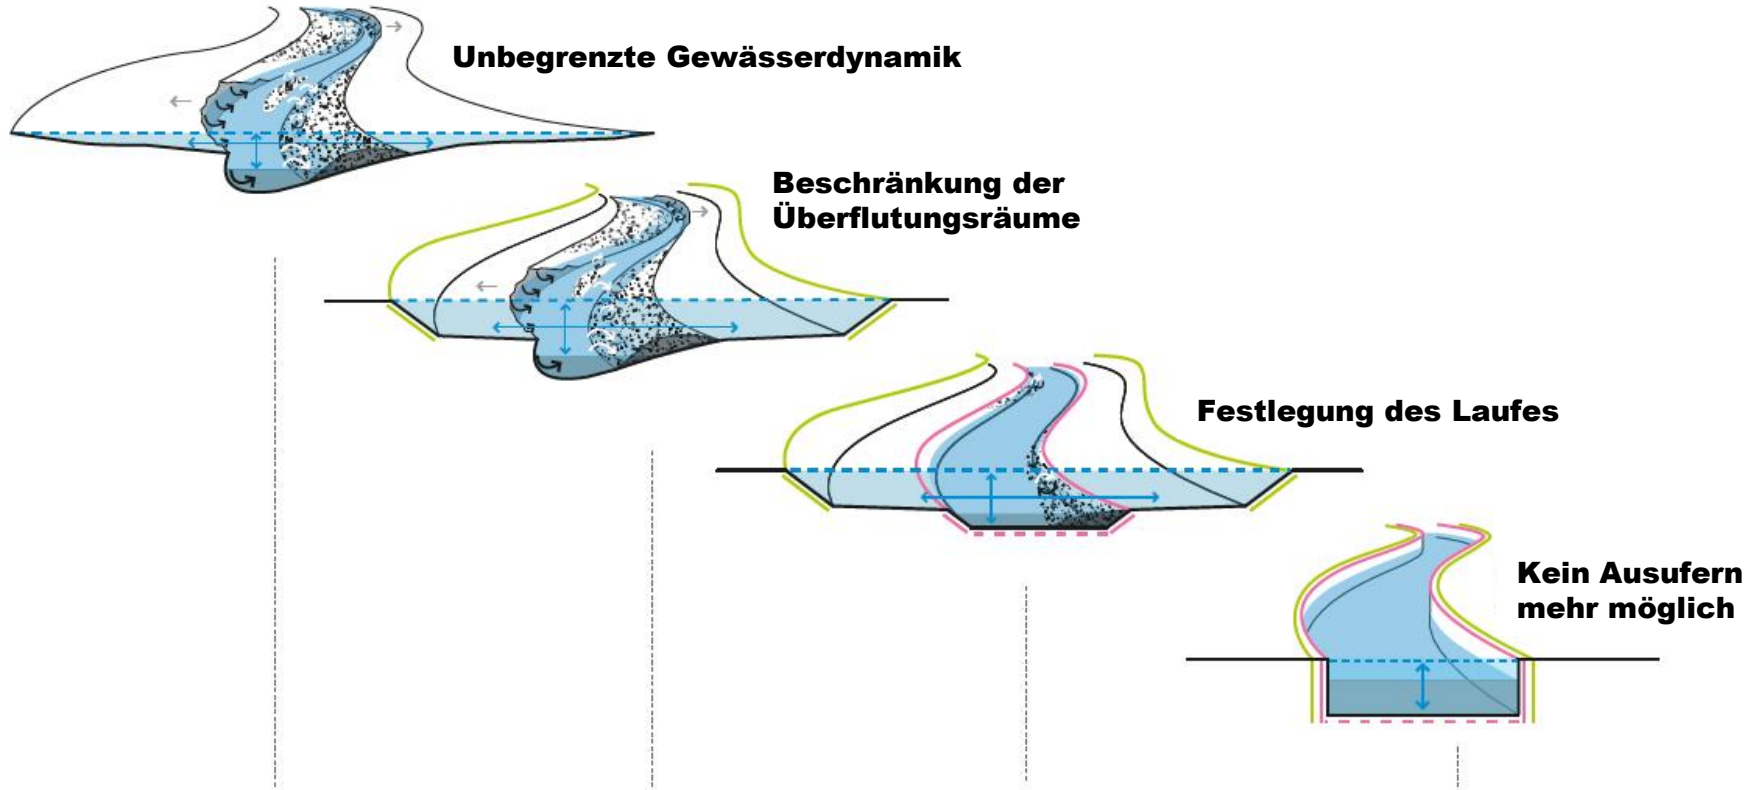 Unbegrenzte Gewässerdynamik
Beschränkung der
Überflutungsräume
Festlegung des Laufes
Kein Ausufern
mehr möglich